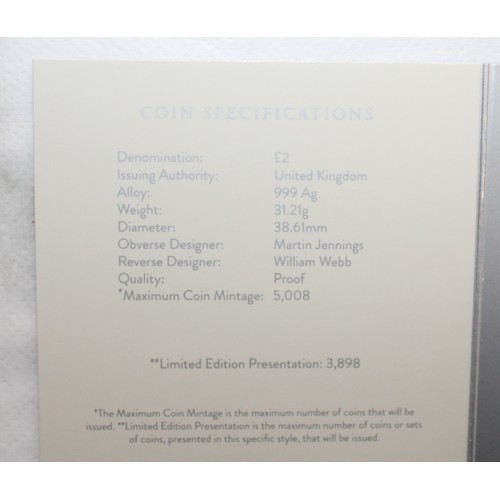 COIN SPECIFICATIONS
Denomination: £2
Issuing Authority: United Kingdom
Alloy: 999 Ag
Weight: 31.21g
Diameter: 38.61mm
Obverse Designer: Martin Jennings
Reverse Designer: William Webb
Quality: Proof
*Maximum Coin Mintage: 5,008
**Limited Edition Presentation: 3,898
*The Maximum Coin Mintage is the maximum number of coins that will be
issued. **Limited Edition Presentation is the maximum number of coins or sets
of coins, presented in this specific style, that will be issued.